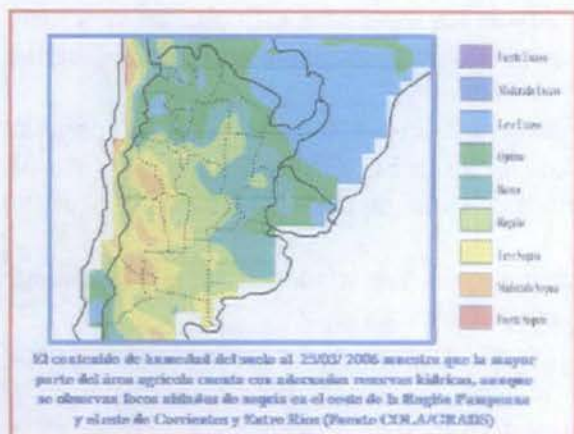 Fuerte Exceso
Moderado Exceso
Leve Exceso
Optimo
Buena
Regular
Leve Sequia
Moderada Sequia
Fuerte Sequia
El contenido de humedad del suelo al 25/03/ 2006 muestra que la mayor
parte del área agrícola cuenta con adecuadas reservas hídricas, aunque
se observan focos aislados de sequía en el oeste de la Región Pampeana
y el este de Corrientes y Entre Ríos (Fuente COLA/GRADS)